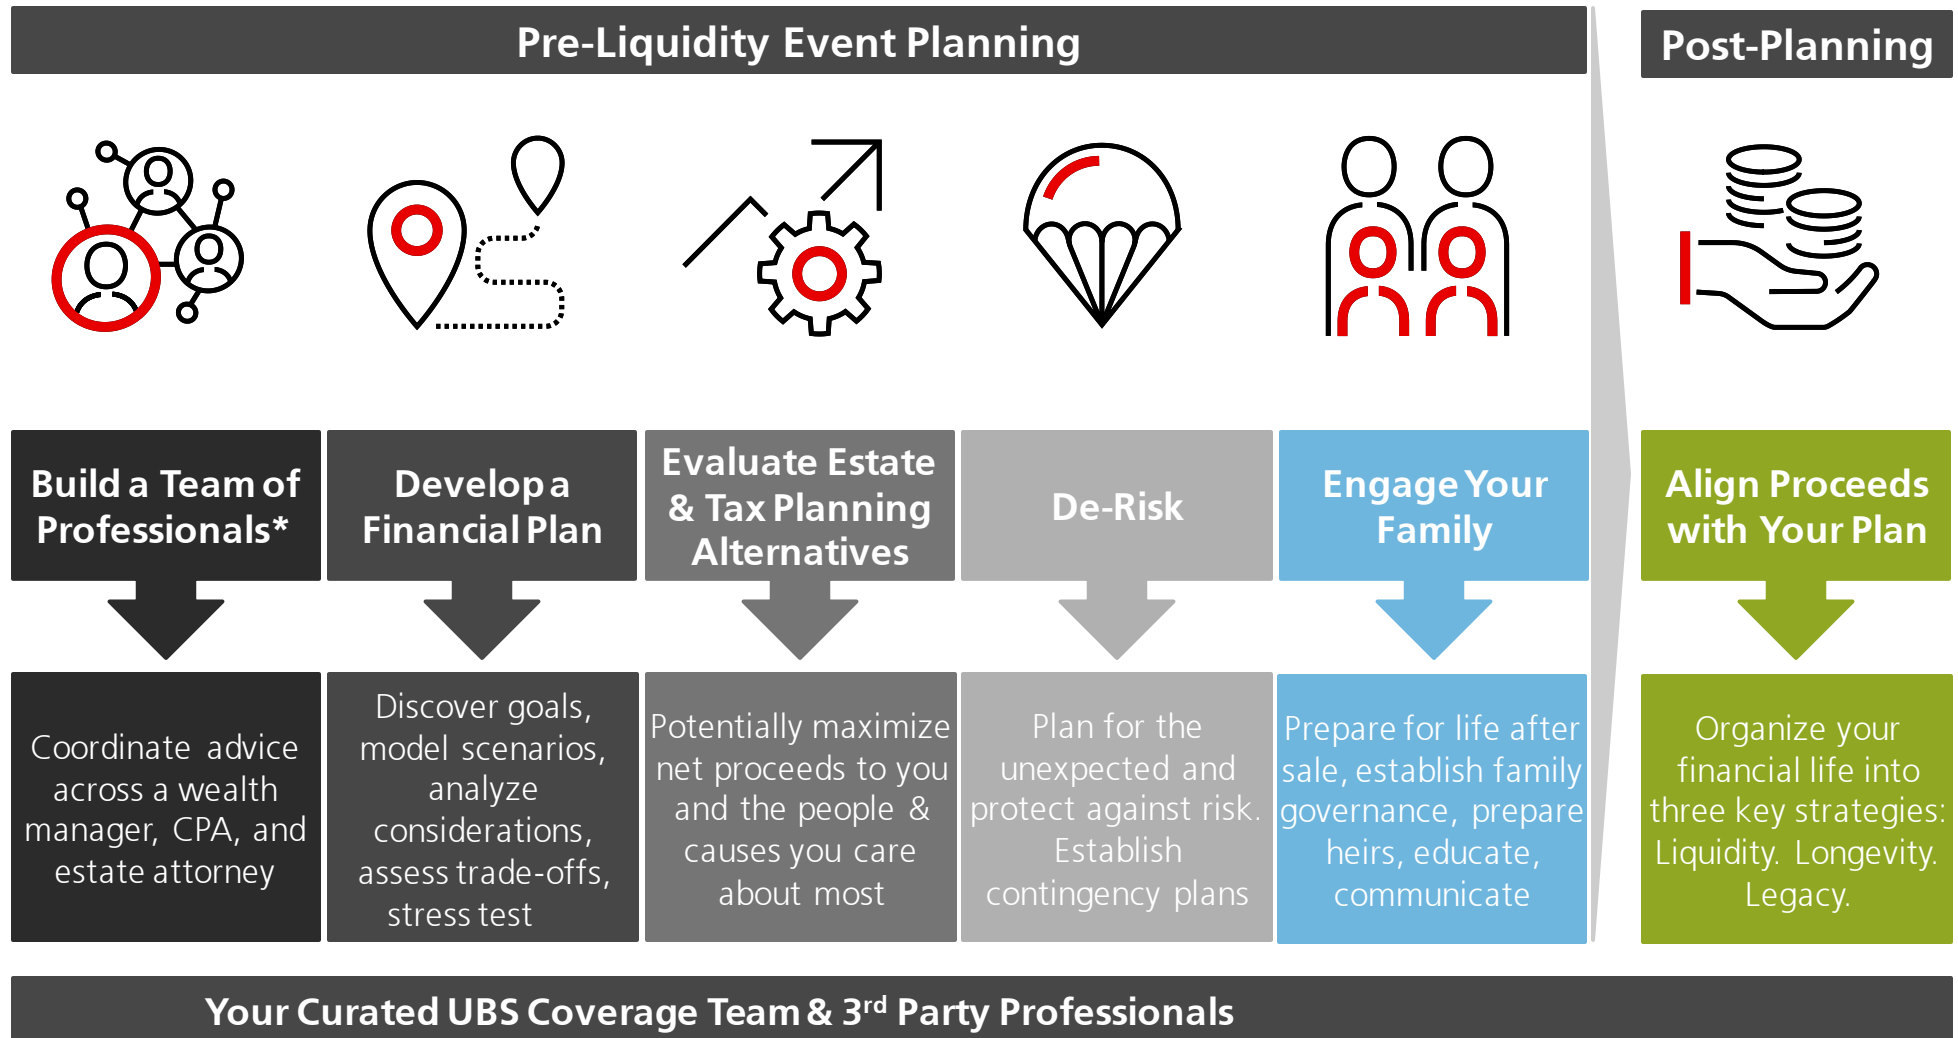 Pre-Liquidity Event Planning
Post-Planning
Build a Team of
Professionals*
Develop a
Financial Plan
Evaluate Estate
& Tax Planning
Alternatives
De-Risk
Engage Your
Family
Align Proceeds
with Your Plan
Coordinate advice
across a wealth
manager, CPA, and
estate attorney
Discover goals,
model scenarios,
analyze
considerations,
assess trade-offs,
stress test
Potentially maximize
net proceeds to you
and the people &
causes you care
about most
Plan for the
unexpected and
protect against risk.
Establish
contingency plans
Prepare for life after
sale, establish family
governance, prepare
heirs, educate,
communicate
Organize your
financial life into
three key strategies:
Liquidity. Longevity.
Legacy.
Your Curated UBS Coverage Team & 3rd Party Professionals